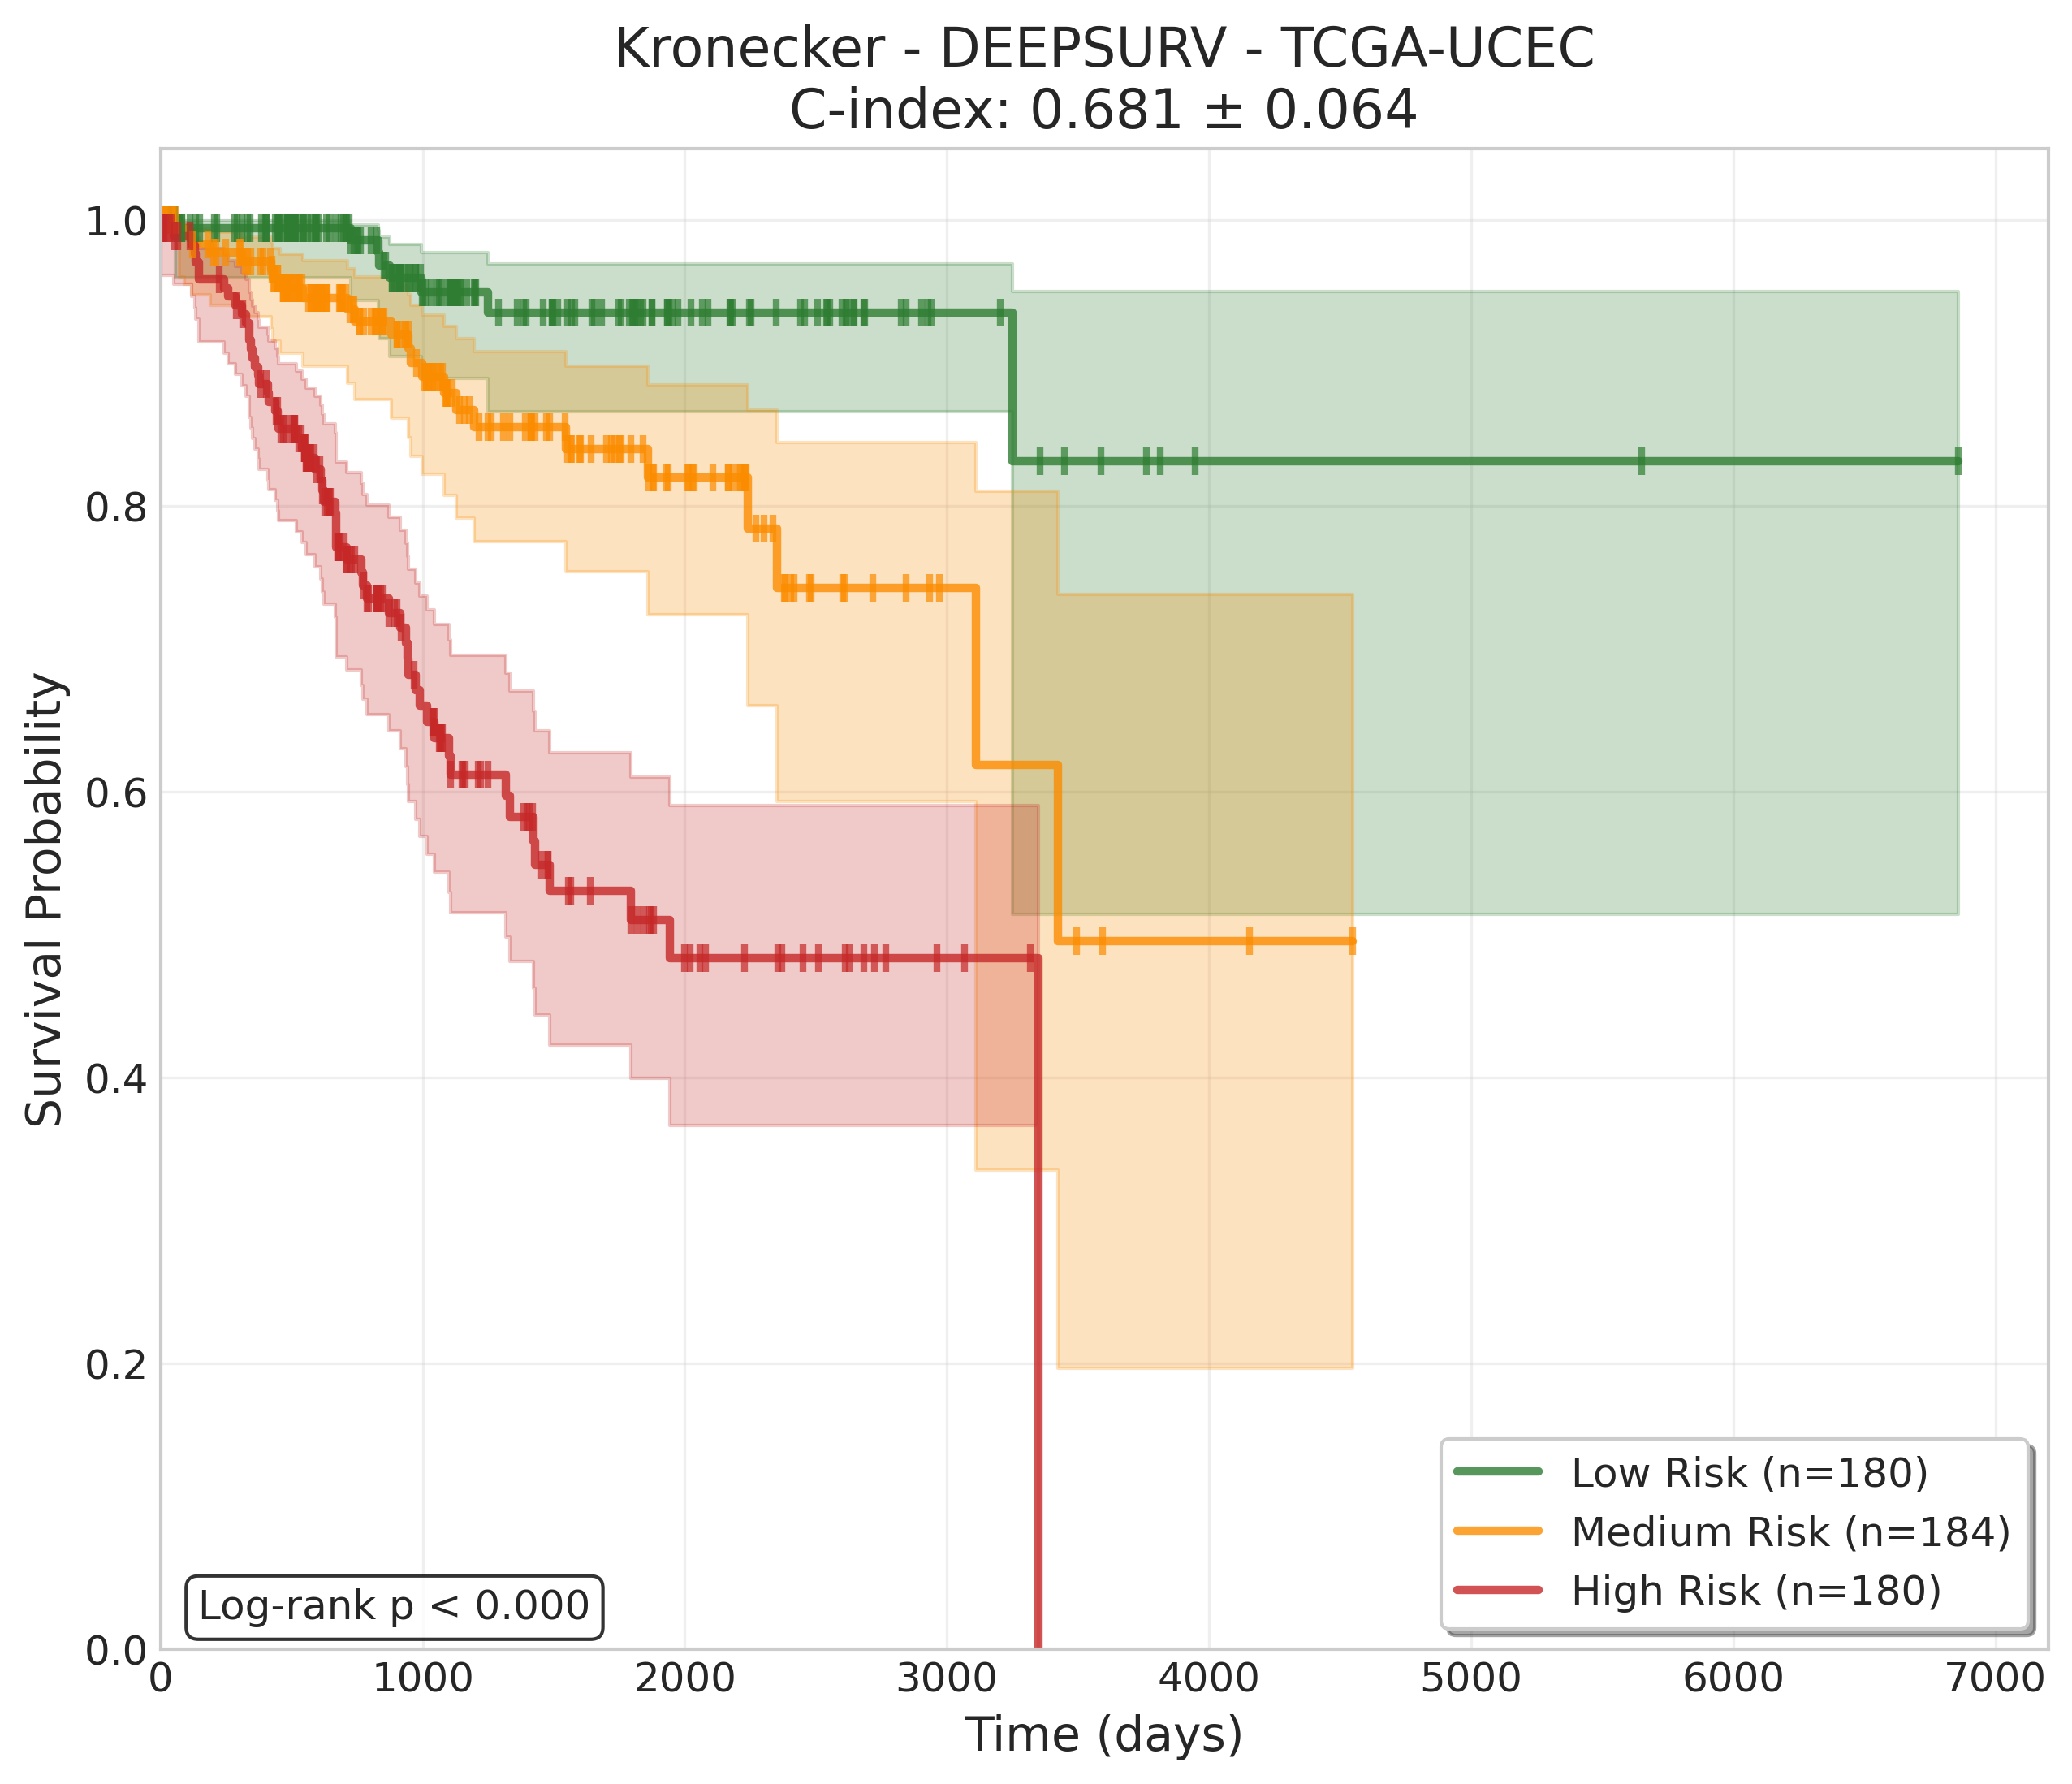 Kronecker - DEEPSURV - TCGA-UCEC
C-index: 0.681 ± 0.064
Survival Probability
1.0
0.8
0.6
0.4
0.2
0.0
Log-rank p < 0.000
Low Risk (n=180)
Medium Risk (n=184)
High Risk (n=180)
0 1000 2000 3000 4000 5000 6000 7000
Time (days)